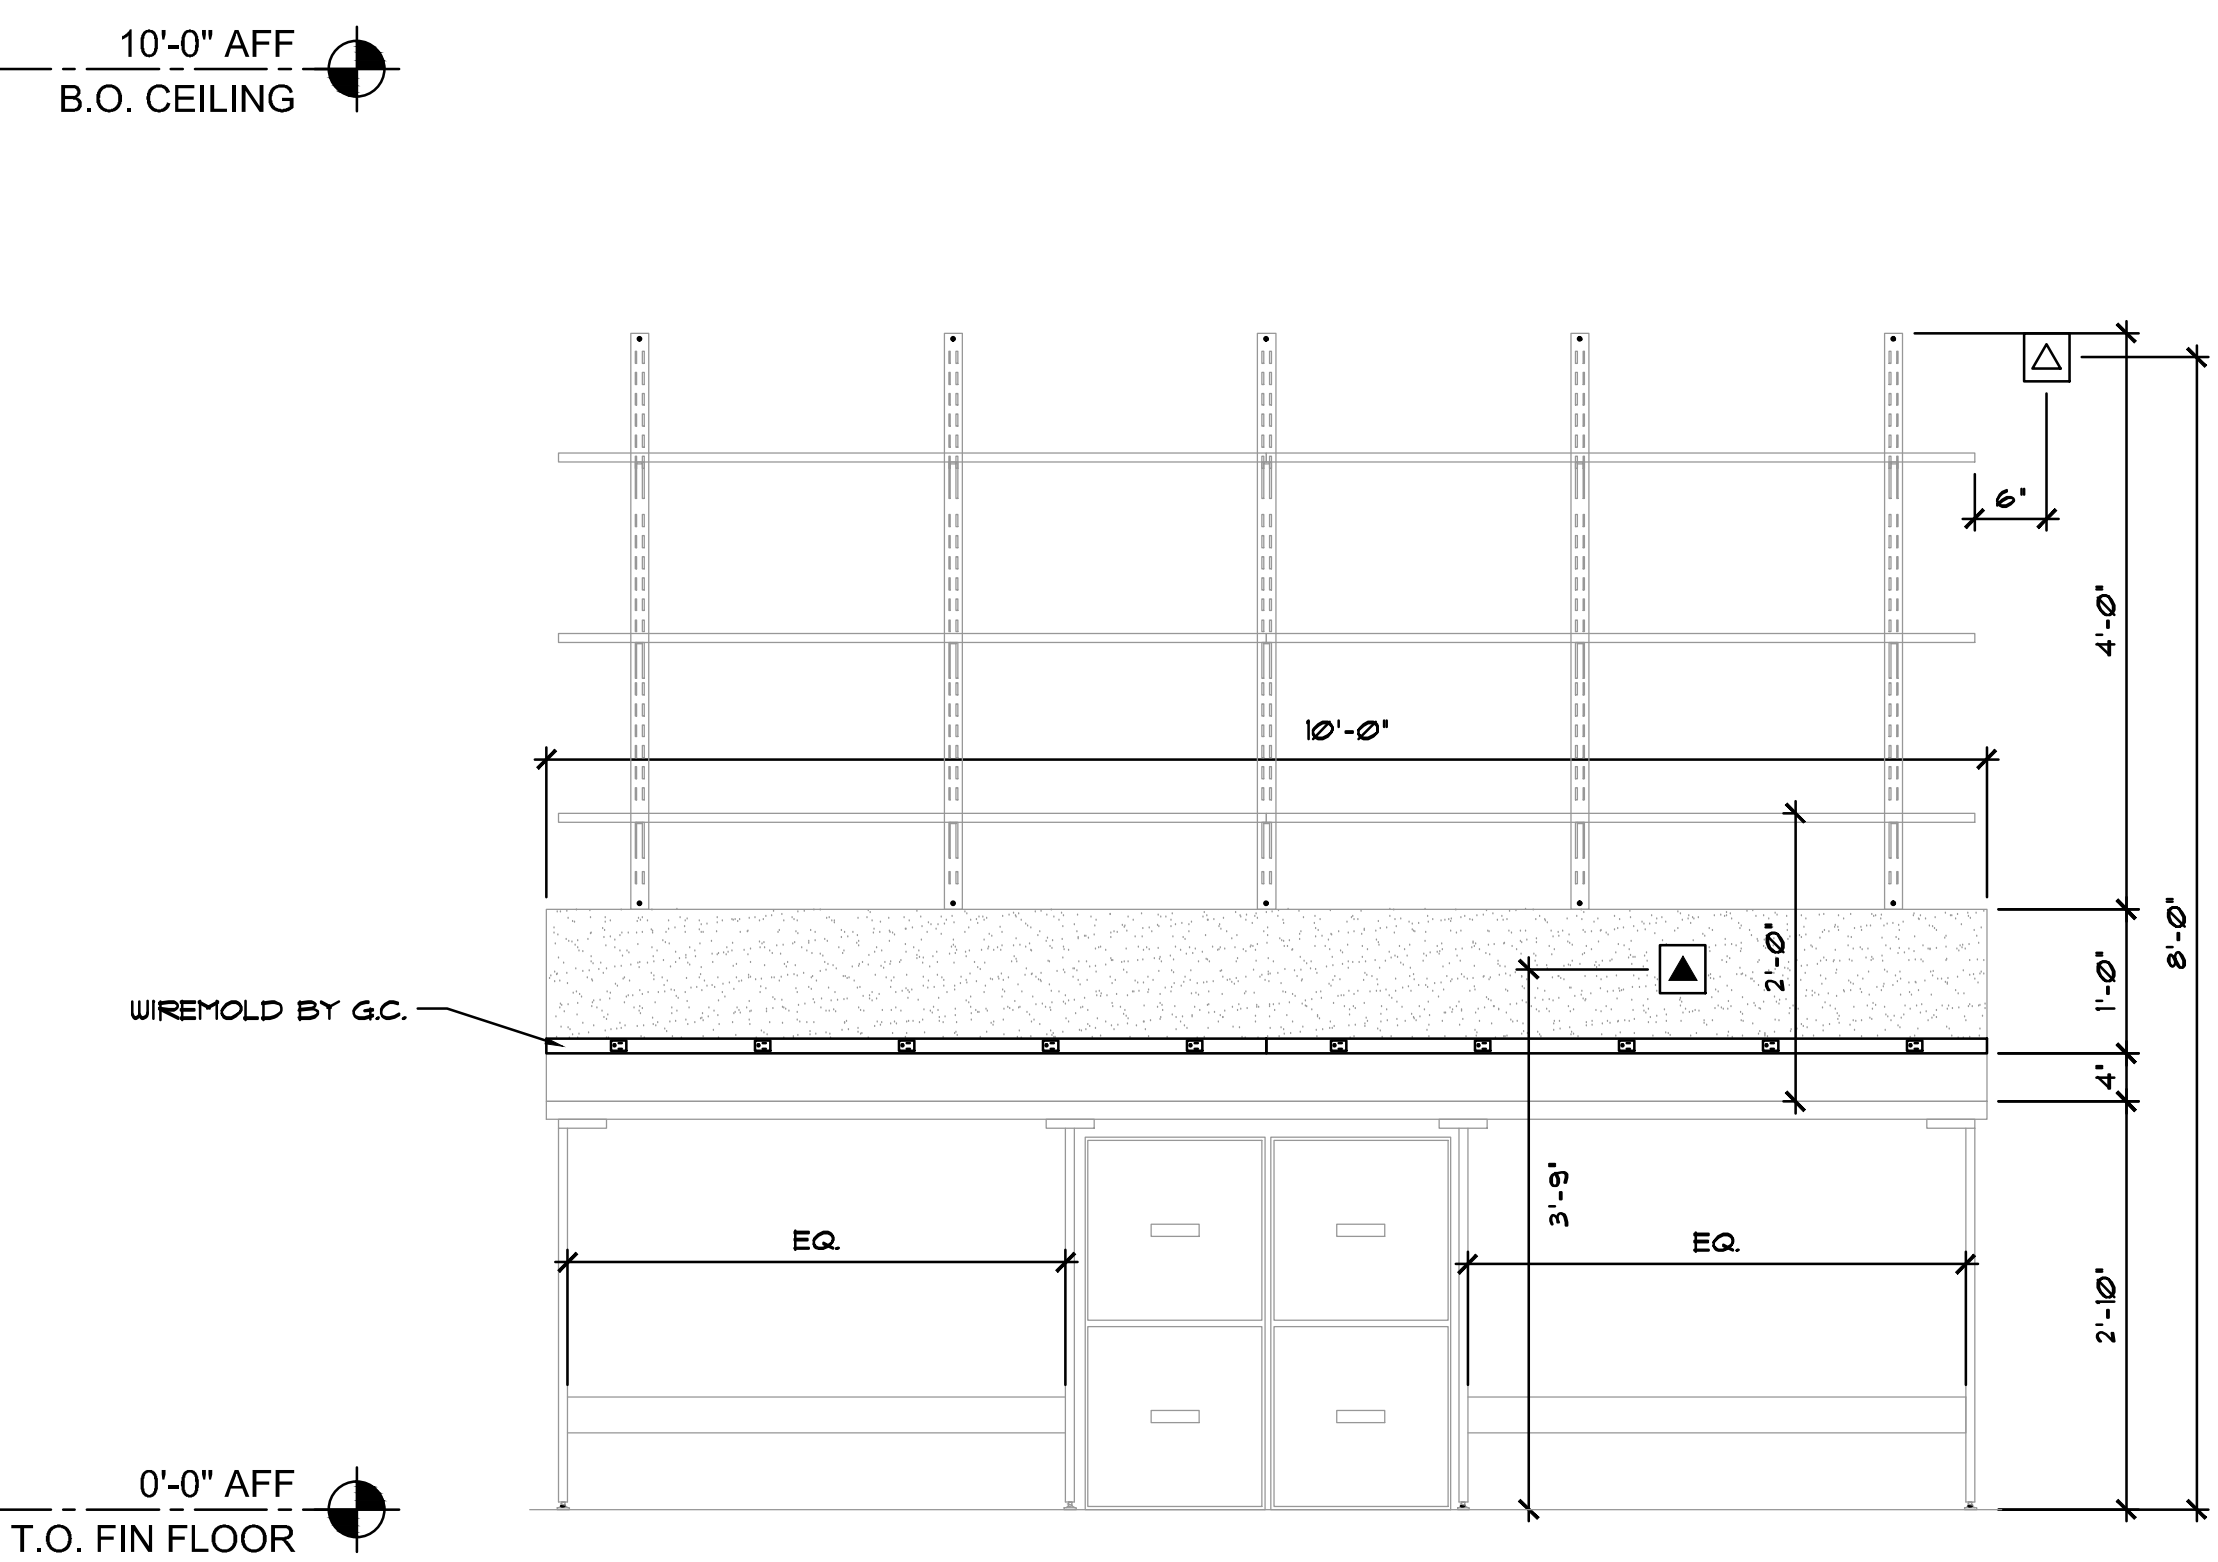 10'-0" AFF
B.O. CEILING
6"
4'-0"
10'-0"
8'-0"
2'-0"
1'-0"
WIREMOLD BY G.C.
4"
3'-9"
EQ.
EQ.
2'-10"
0'-0" AFF
T.O. FIN FLOOR